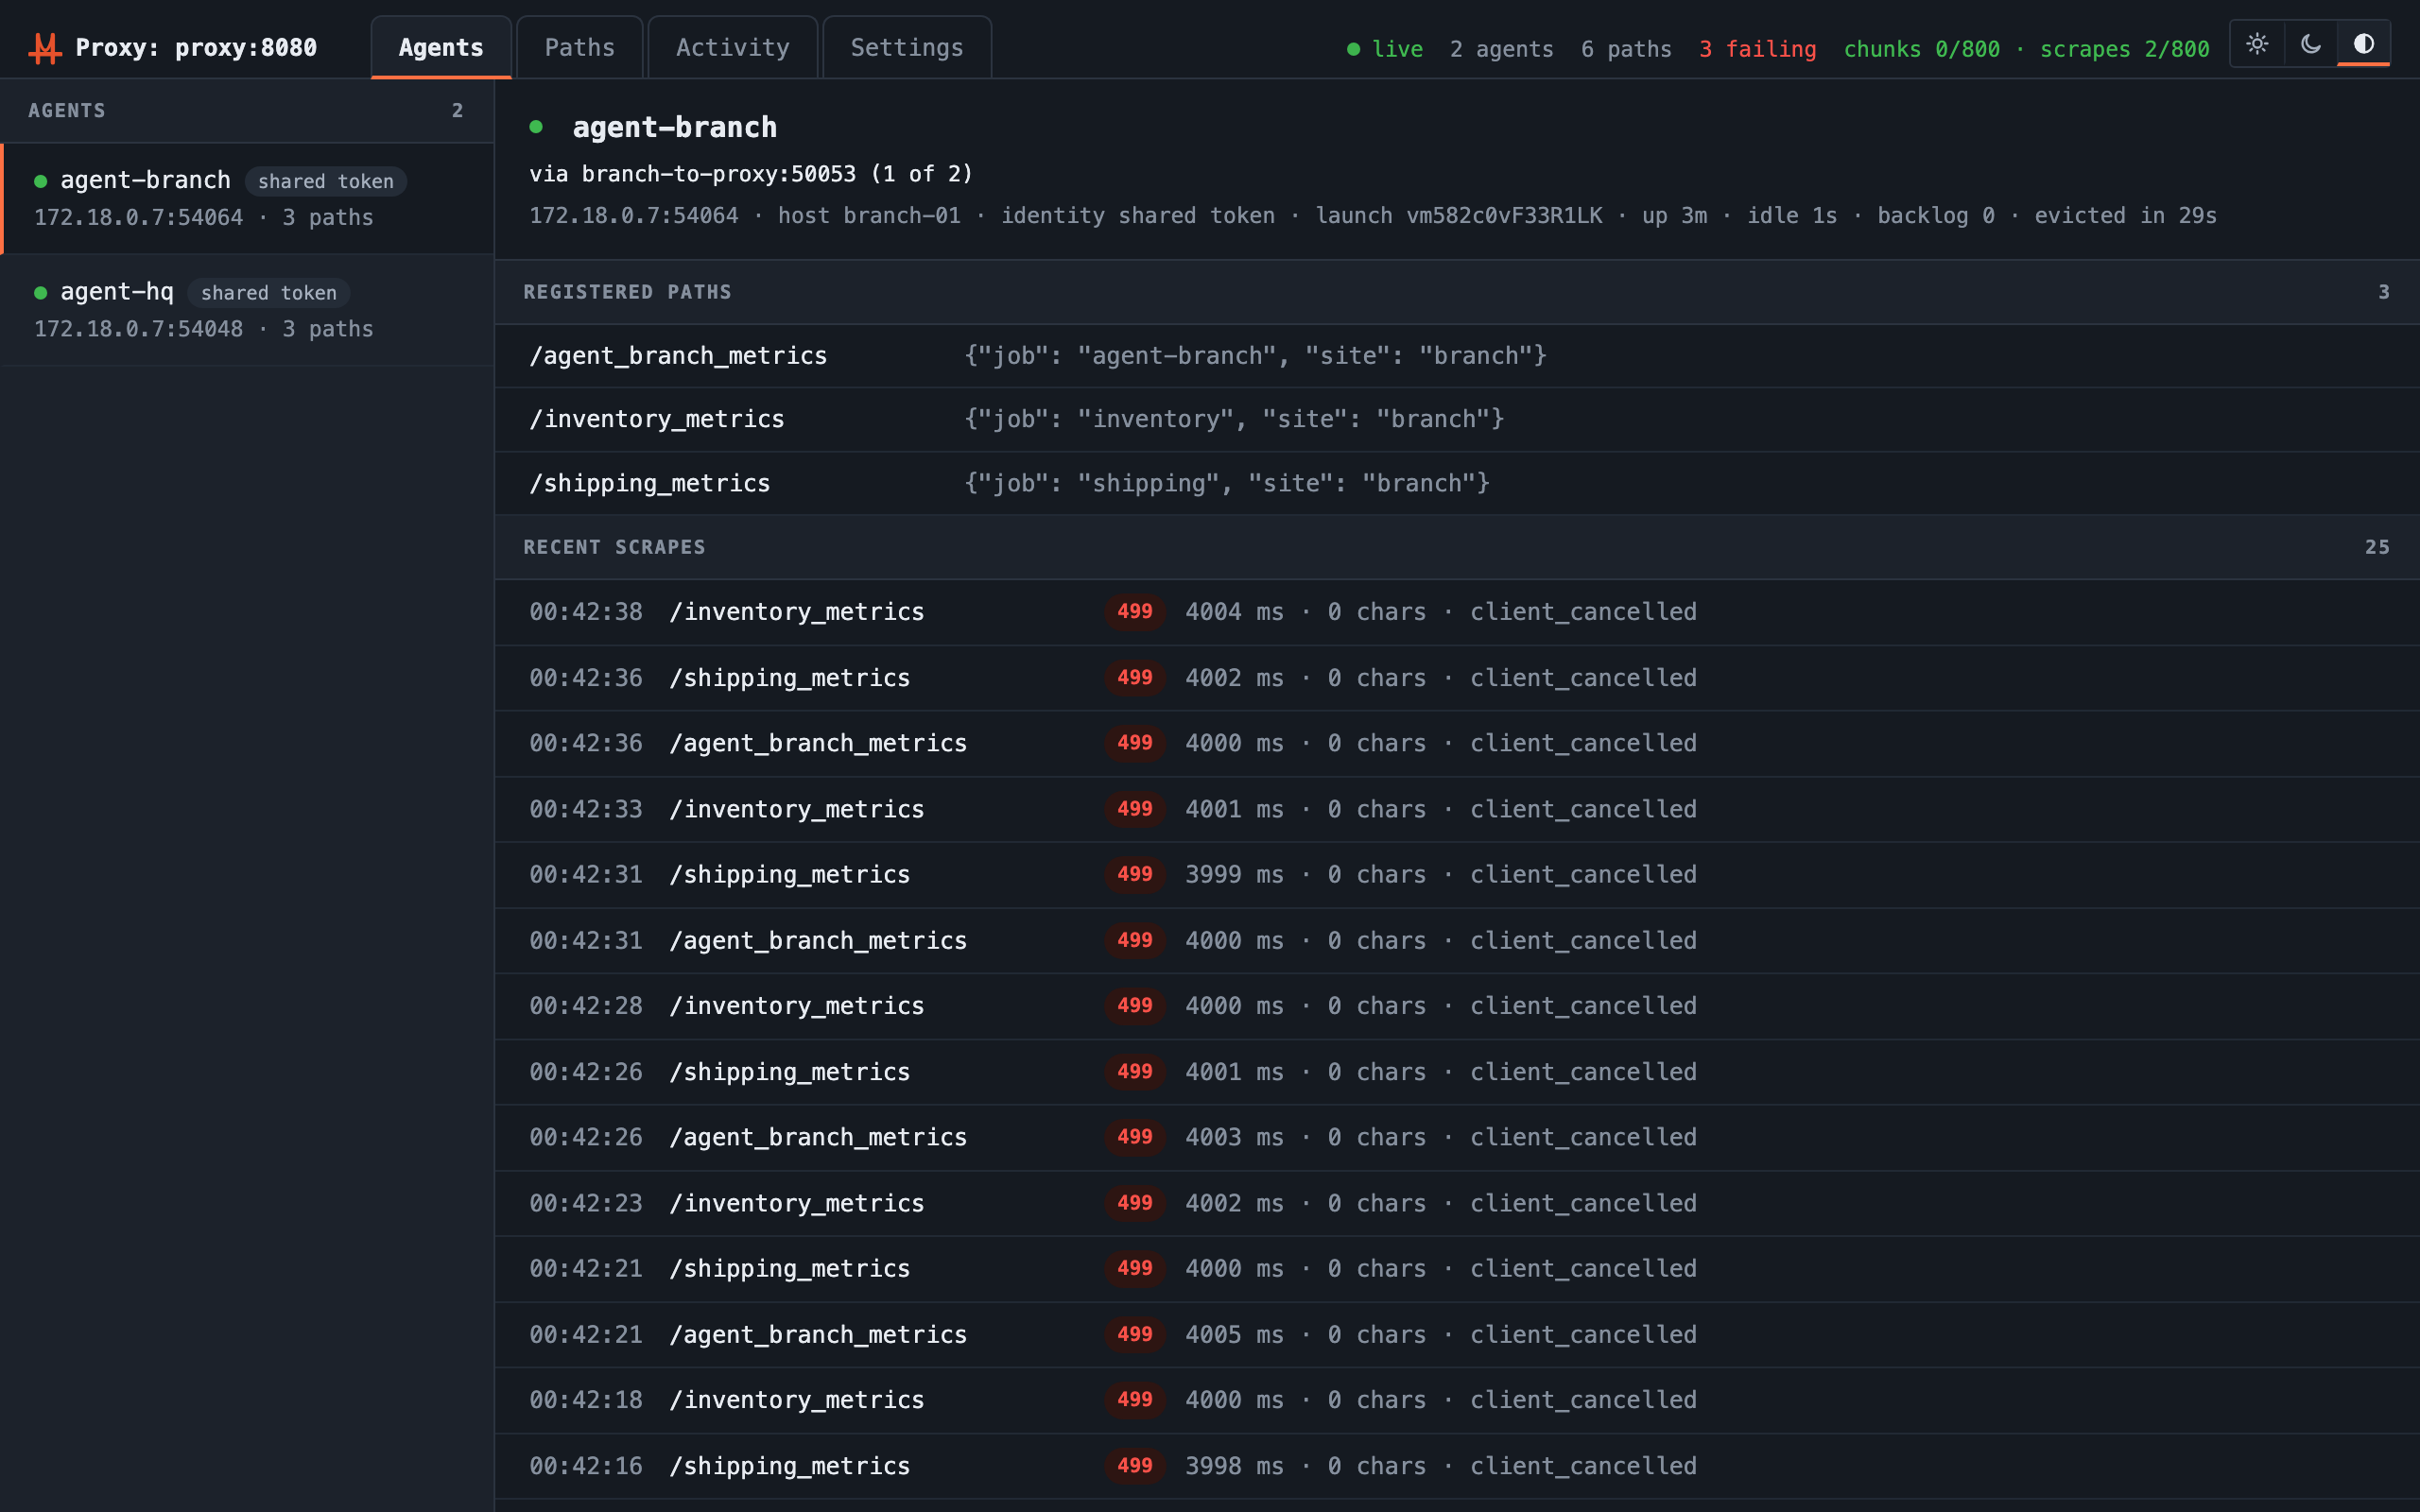 Proxy: proxy:8080
Agents
Paths
Activity
Settings
live 2 agents 6 paths 3 failing chunks 0/800 · scrapes 2/800
AGENTS 2
agent-branch shared token
172.18.0.7:54064 · 3 paths
agent-hq shared token
172.18.0.7:54048 · 3 paths
agent-branch
via branch-to-proxy:50053 (1 of 2)
172.18.0.7:54064 · host branch-01 · identity shared token · launch vm582c0vF33R1LK · up 3m · idle 1s · backlog 0 · evicted in 29s
REGISTERED PATHS 3
/agent_branch_metrics {"job": "agent-branch", "site": "branch"}
/inventory_metrics {"job": "inventory", "site": "branch"}
/shipping_metrics {"job": "shipping", "site": "branch"}
RECENT SCRAPES 25
00:42:38 /inventory_metrics 499 4004 ms · 0 chars · client_cancelled
00:42:36 /shipping_metrics 499 4002 ms · 0 chars · client_cancelled
00:42:36 /agent_branch_metrics 499 4000 ms · 0 chars · client_cancelled
00:42:33 /inventory_metrics 499 4001 ms · 0 chars · client_cancelled
00:42:31 /shipping_metrics 499 3999 ms · 0 chars · client_cancelled
00:42:31 /agent_branch_metrics 499 4000 ms · 0 chars · client_cancelled
00:42:28 /inventory_metrics 499 4000 ms · 0 chars · client_cancelled
00:42:26 /shipping_metrics 499 4001 ms · 0 chars · client_cancelled
00:42:26 /agent_branch_metrics 499 4003 ms · 0 chars · client_cancelled
00:42:23 /inventory_metrics 499 4002 ms · 0 chars · client_cancelled
00:42:21 /shipping_metrics 499 4000 ms · 0 chars · client_cancelled
00:42:21 /agent_branch_metrics 499 4005 ms · 0 chars · client_cancelled
00:42:18 /inventory_metrics 499 4000 ms · 0 chars · client_cancelled
00:42:16 /shipping_metrics 499 3998 ms · 0 chars · client_cancelled